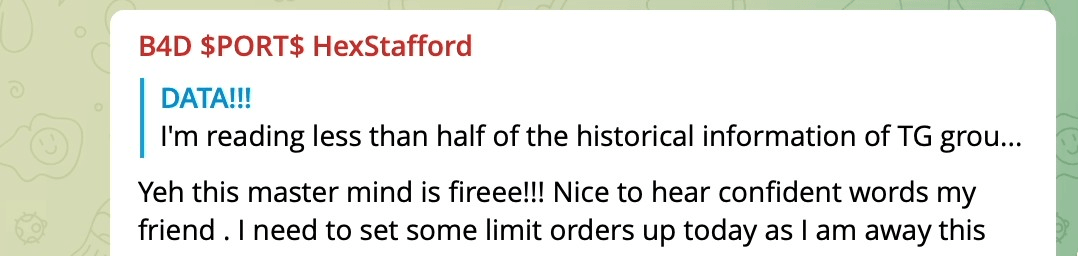 B4D $PORT$ HexStafford
DATA!!!
I'm reading less than half of the historical information of TG grou...
Yeh this master mind is fireee!!! Nice to hear confident words my
friend . I need to set some limit orders up today as I am away this